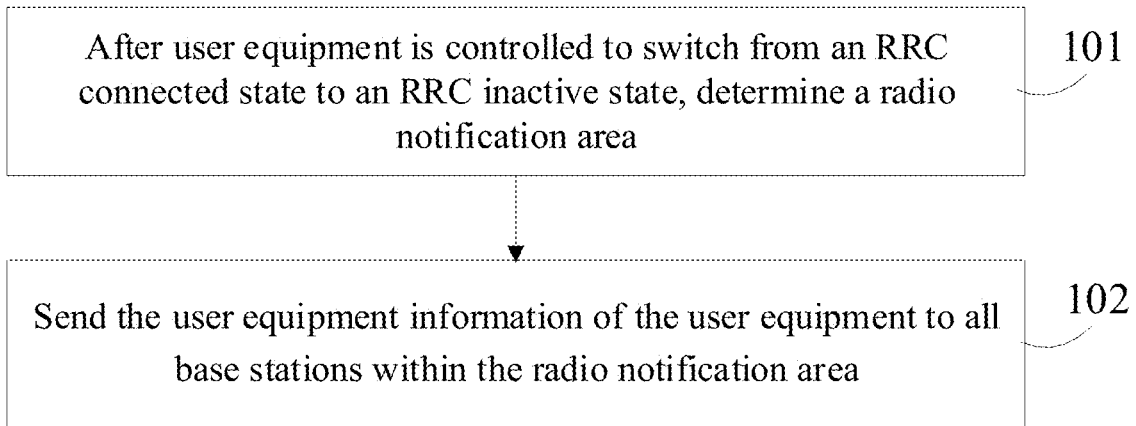 After user equipment is controlled to switch from an RRC
connected state to an RRC inactive state, determine a radio
notification area
101
Send the user equipment information of the user equipment to all
base stations within the radio notification area
102